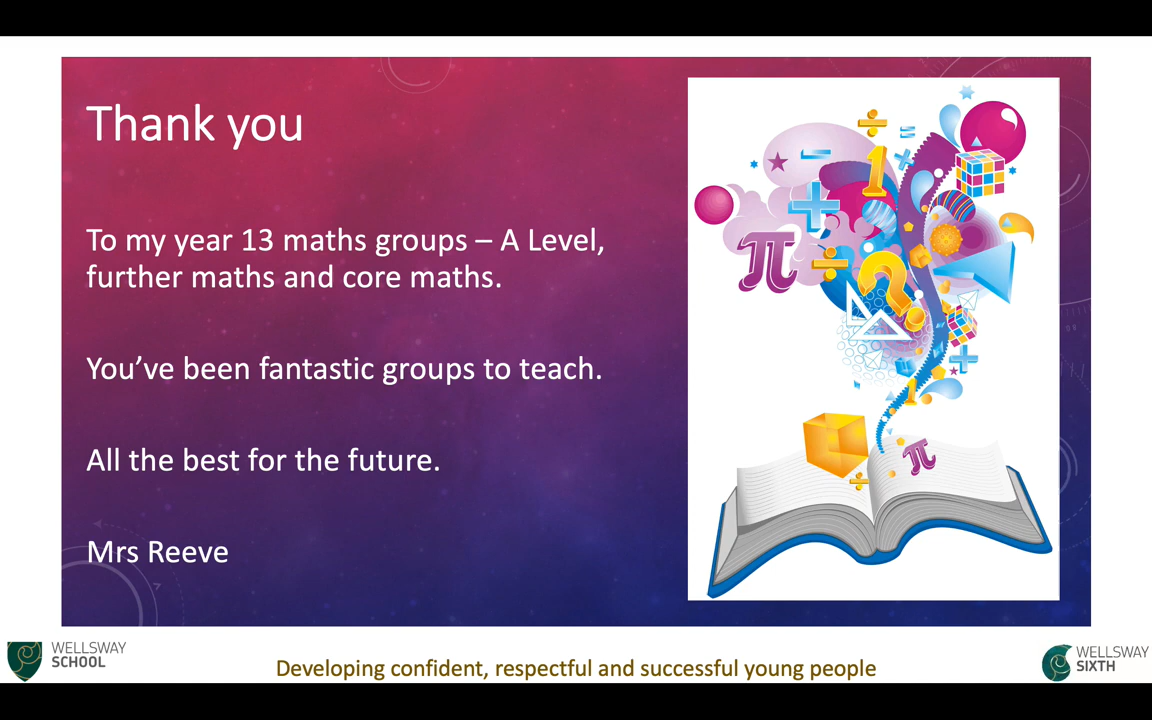 Thank you
To my year 13 maths groups – A Level,
further maths and core maths.
You’ve been fantastic groups to teach.
All the best for the future.
Mrs Reeve
WELLSWAY
SCHOOL
Developing confident, respectful and successful young people
WELLSWAY
SIXTH